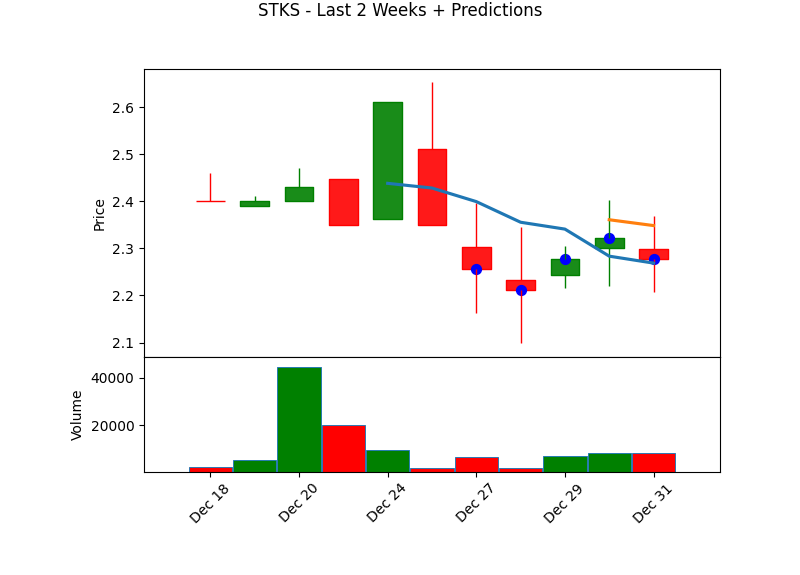 STKS - Last 2 Weeks + Predictions
2.6
2.5
2.4
2.3
2.2
2.1
Price
40000
20000
Volume
Dec 18
Dec 20
Dec 24
Dec 27
Dec 29
Dec 31